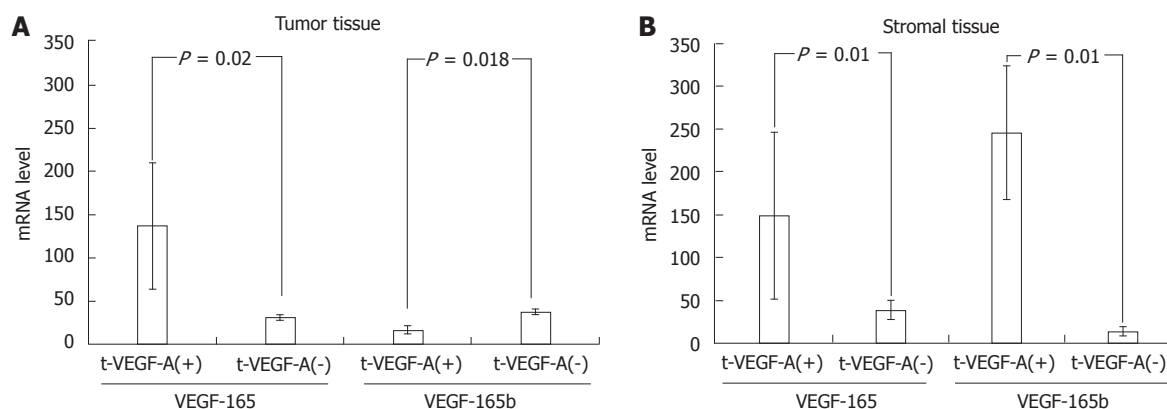 A
Tumor tissue
mRNA level
350
300
250
200
150
100
50
0
P = 0.02
P = 0.018
t-VEGF-A(+)
t-VEGF-A(-)
t-VEGF-A(+)
t-VEGF-A(-)
VEGF-165
VEGF-165b
B
Stromal tissue
mRNA level
350
300
250
200
150
100
50
0
P = 0.01
P = 0.01
t-VEGF-A(+)
t-VEGF-A(-)
t-VEGF-A(+)
t-VEGF-A(-)
VEGF-165
VEGF-165b